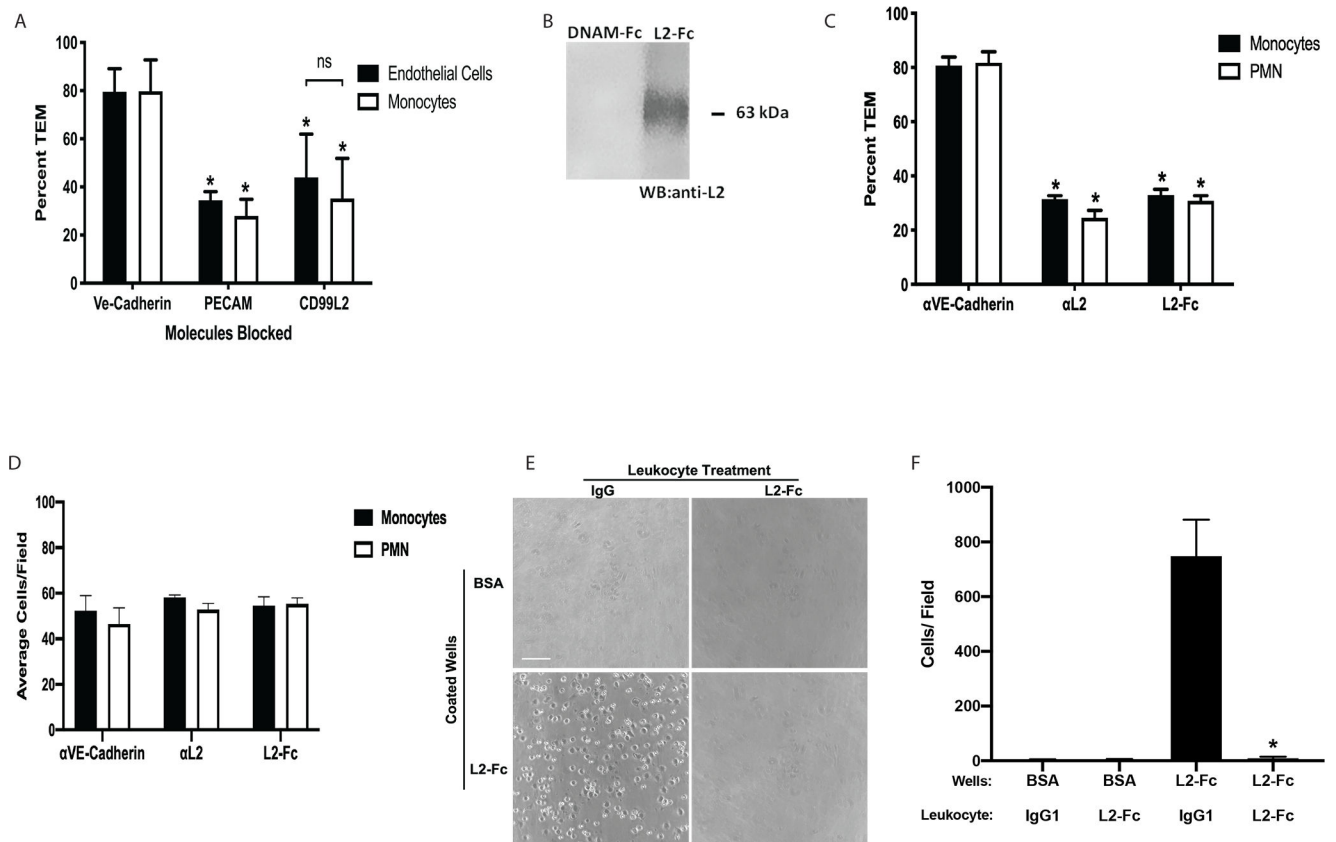 A
100
80
60
40
20
0
Percent TEM
ns
* * * *
Endothelial Cells
Monocytes
Ve-Cadherin PECAM CD99L2
Molecules Blocked
B
DNAM-Fc L2-Fc
63 kDa
WB:anti-L2
C
100
80
60
40
20
0
Percent TEM
* * * *
Monocytes
PMN
αVE-Cadherin αL2 L2-Fc
D
100
80
60
40
20
0
Average Cells/Field
Monocytes
PMN
αVE-Cadherin αL2 L2-Fc
E
Leukocyte Treatment
IgG L2-Fc
Coated Wells
BSA
L2-Fc
F
1000
800
600
400
200
0
Cells/ Field
*
Wells: BSA BSA L2-Fc L2-Fc
Leukocyte: IgG1 L2-Fc IgG1 L2-Fc